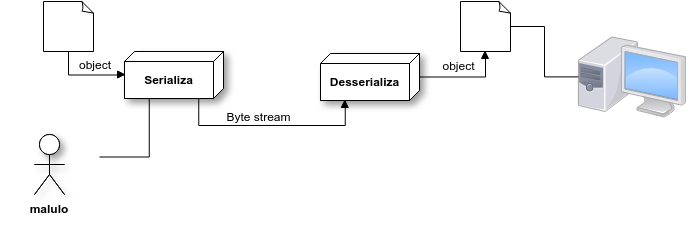 object
Serializa
Byte stream
Desserializa
object
malulo